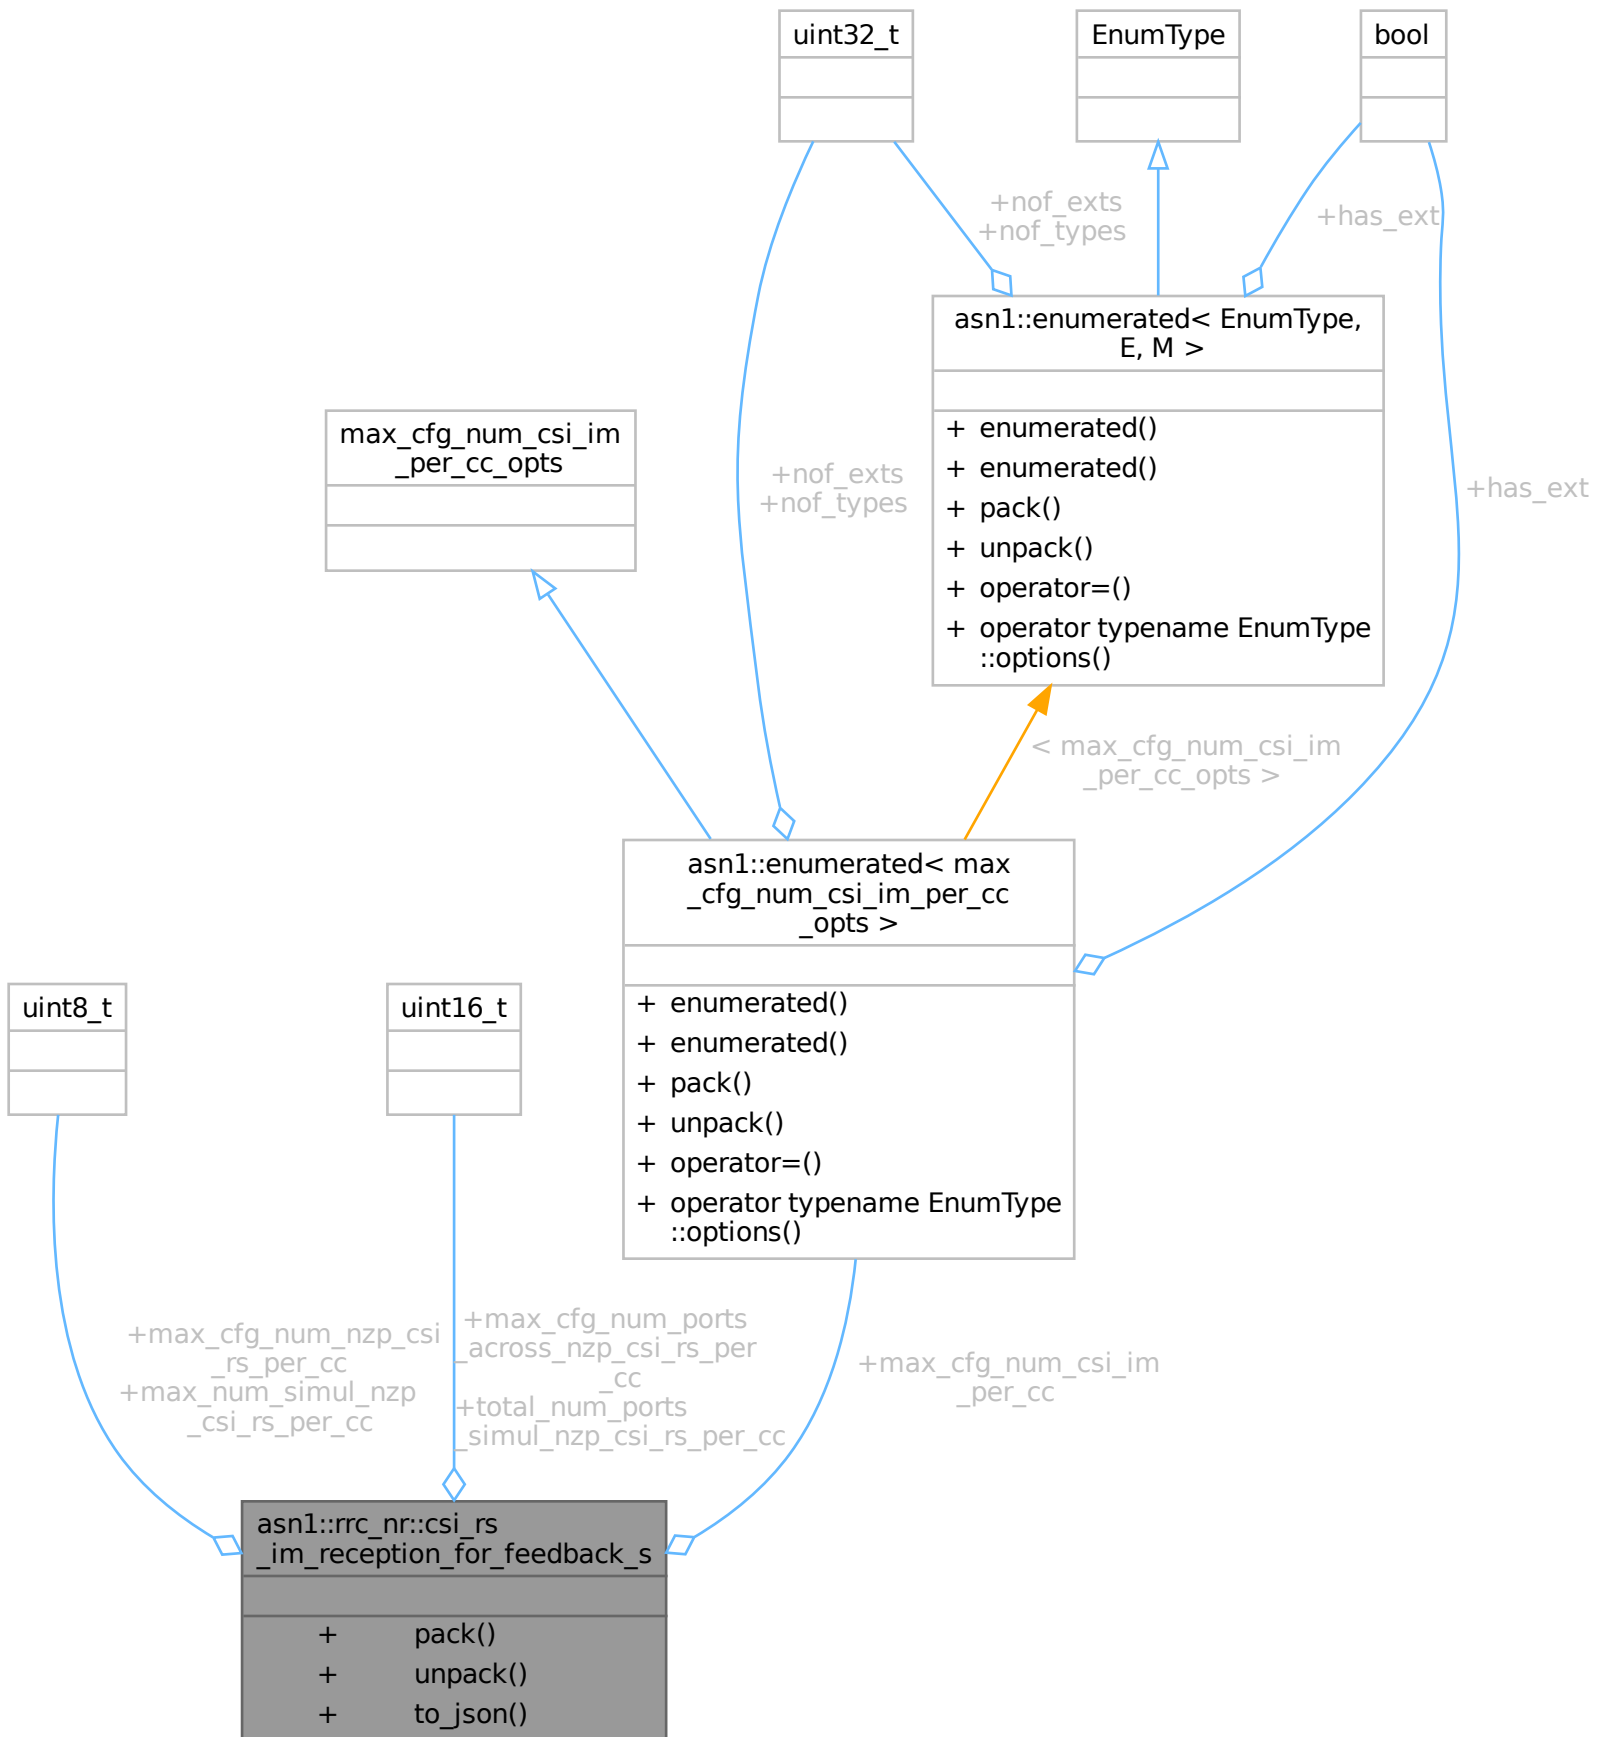 uint32_t
EnumType
bool
+nof_exts
+nof_types
+has_ext
asn1::enumerated< EnumType,
E, M >
+ enumerated()
+ enumerated()
+ pack()
+ unpack()
+ operator=()
+ operator typename EnumType
::options()
max_cfg_num_csi_im
_per_cc_opts
+nof_exts
+nof_types
+has_ext
< max_cfg_num_csi_im
_per_cc_opts >
asn1::enumerated< max
_cfg_num_csi_im_per_cc
_opts >
+ enumerated()
+ enumerated()
+ pack()
+ unpack()
+ operator=()
+ operator typename EnumType
::options()
uint8_t
uint16_t
+max_cfg_num_nzp_csi
_rs_per_cc
+max_num_simul_nzp
_csi_rs_per_cc
+max_cfg_num_ports
_across_nzp_csi_rs_per
_cc
+total_num_ports
_simul_nzp_csi_rs_per_cc
+max_cfg_num_csi_im
_per_cc
asn1::rrc_nr::csi_rs
_im_reception_for_feedback_s
+ pack()
+ unpack()
+ to_json()